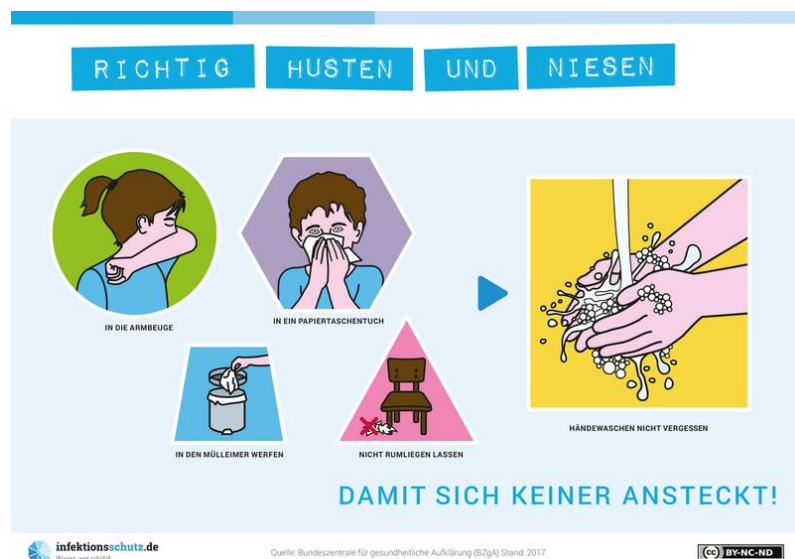 RICHTIG HUSTEN UND NIESEN
IN DIE ARMBEUGE
IN EIN PAPIERTASCHENTUCH
IN DEN MÜLLEIMER WERFEN
NICHT RUMLIEGEN LASSEN
HÄNDEWASCHEN NICHT VERGESSEN
DAMIT SICH KEINER ANSTECKT!
infektionsschutz.de
Quelle: Bundeszentrale für gesundheitliche Aufklärung (BZgA) Stand: 2017
cc BY-NC-ND